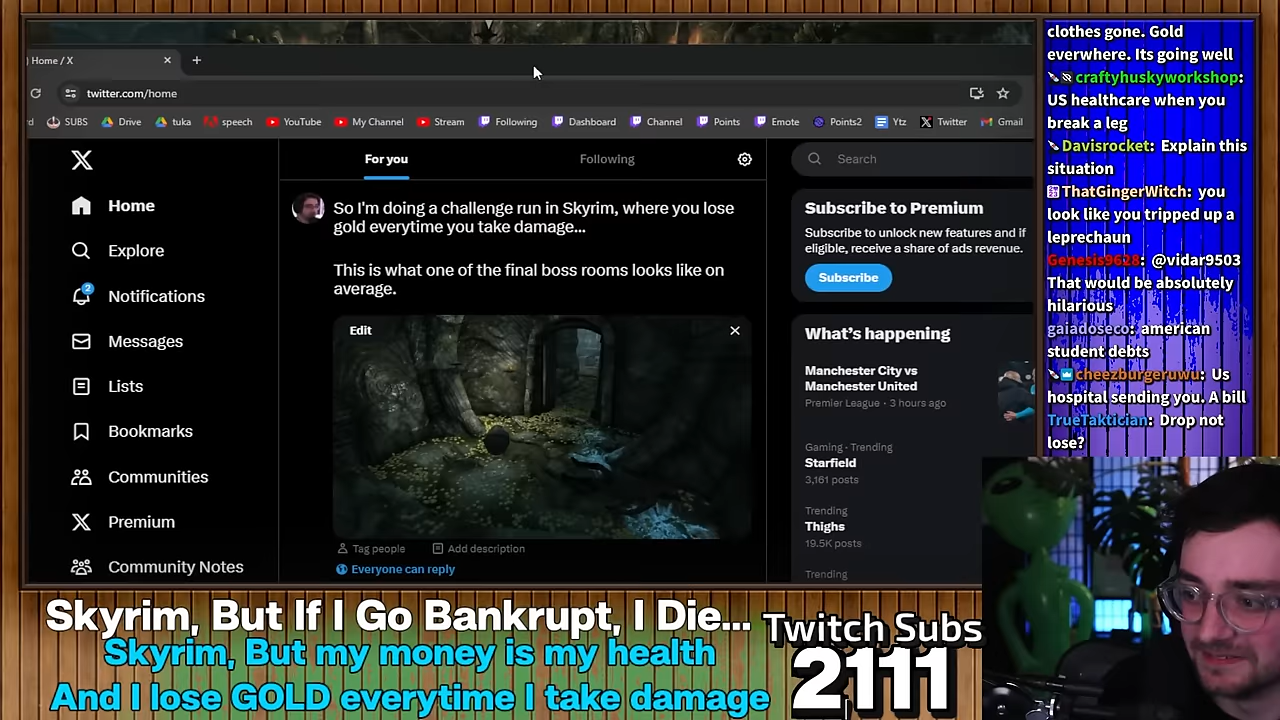 ) Home / X
twitter.com/home
SUBS
Drive
tuka
speech
YouTube
My Channel
Stream
Following
Dashboard
Channel
Points
Emote
Points2
Ytz
Twitter
Gmail
Home
Explore
2
Notifications
Messages
Lists
Bookmarks
Communities
Premium
Community Notes
For you
Following
So I'm doing a challenge run in Skyrim, where you lose
gold everytime you take damage...
This is what one of the final boss rooms looks like on
average.
Edit
Tag people
Add description
Everyone can reply
Search
Subscribe to Premium
Subscribe to unlock new features and if
eligible, receive a share of ads revenue.
Subscribe
What's happening
Manchester City vs
Manchester United
Premier League · 3 hours ago
Gaming · Trending
Starfield
3,161 posts
Trending
Thighs
19.5K posts
Trending
clothes gone. Gold
everwhere. Its going well
craftyhuskyworkshop:
US healthcare when you
break a leg
Davisrocket: Explain this
situation
ThatGingerWitch: you
look like you tripped up a
leprechaun
Genesis9628: @vidar9503
That would be absolutely
hilarious
gaiadoseco: american
student debts
cheezburgeruwu: Us
hospital sending you. A bill
TrueTaktician: Drop not
lose?
Skyrim, But If I Go Bankrupt, I Die...
Skyrim, But my money is my health
And I lose GOLD everytime I take damage
Twitch Subs
2111